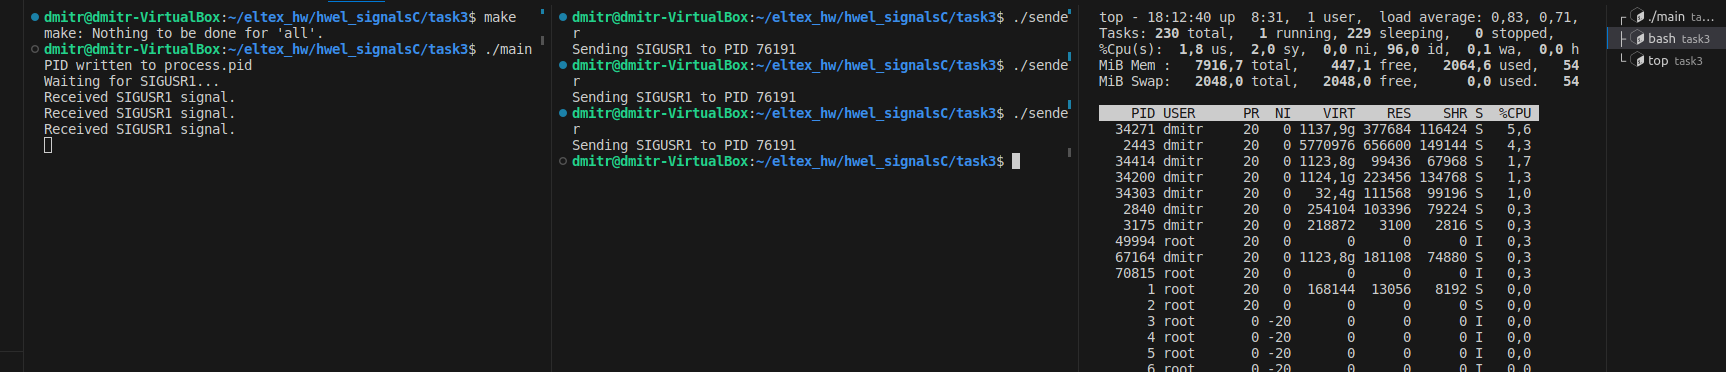 dmitr@dmitr-VirtualBox:~/eltex_hw/hwel_signalsC/task3$ make
make: Nothing to be done for 'all'.
dmitr@dmitr-VirtualBox:~/eltex_hw/hwel_signalsC/task3$ ./main
PID written to process.pid
Waiting for SIGUSR1...
Received SIGUSR1 signal.
Received SIGUSR1 signal.
Received SIGUSR1 signal.
dmitr@dmitr-VirtualBox:~/eltex_hw/hwel_signalsC/task3$ ./sende
r
Sending SIGUSR1 to PID 76191
dmitr@dmitr-VirtualBox:~/eltex_hw/hwel_signalsC/task3$ ./sende
r
Sending SIGUSR1 to PID 76191
dmitr@dmitr-VirtualBox:~/eltex_hw/hwel_signalsC/task3$ ./sende
r
Sending SIGUSR1 to PID 76191
dmitr@dmitr-VirtualBox:~/eltex_hw/hwel_signalsC/task3$
top - 18:12:40 up  8:31,  1 user,  load average: 0,83, 0,71,
Tasks: 230 total,   1 running, 229 sleeping,   0 stopped,
%Cpu(s):  1,8 us,  2,0 sy,  0,0 ni, 96,0 id,  0,1 wa,  0,0 h
MiB Mem :   7916,7 total,    447,1 free,   2064,6 used,   54
MiB Swap:   2048,0 total,   2048,0 free,      0,0 used.   54
PID USER      PR  NI    VIRT    RES    SHR S  %CPU
34271 dmitr     20   0 1137,9g 377684 116424 S   5,6
2443 dmitr     20   0 5770976 656600 149144 S   4,3
34414 dmitr     20   0 1123,8g  99436  67968 S   1,7
34200 dmitr     20   0 1124,1g 223456 134768 S   1,3
34303 dmitr     20   0   32,4g 111568  99196 S   1,0
2840 dmitr     20   0  254104 103396  79224 S   0,3
3175 dmitr     20   0  218872   3100   2816 S   0,3
49994 root      20   0       0      0      0 I   0,3
67164 dmitr     20   0 1123,8g 181108  74880 S   0,3
70815 root      20   0       0      0      0 I   0,3
1 root      20   0  168144  13056   8192 S   0,0
2 root      20   0       0      0      0 S   0,0
3 root       0 -20       0      0      0 I   0,0
4 root       0 -20       0      0      0 I   0,0
5 root       0 -20       0      0      0 I   0,0
6 root       0 -20       0      0      0 I   0,0
./main ta...
bash task3
top task3